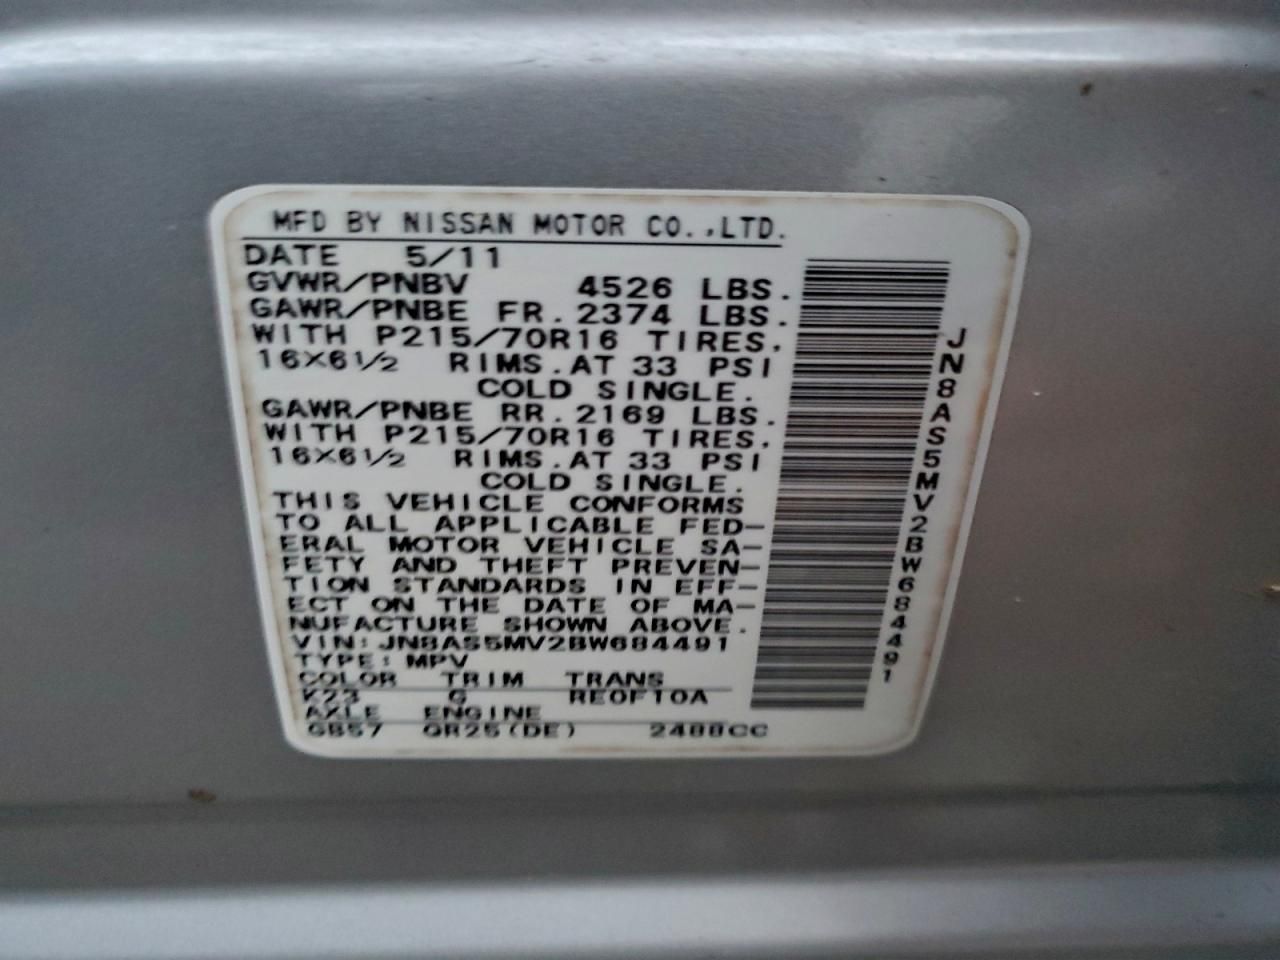 MFD BY NISSAN MOTOR CO.,LTD.
DATE 5/11
GVWR/PNBV 4526 LBS.
GAWR/PNBE FR. 2374 LBS.
WITH P215/70R16 TIRES.
16X6½ RIMS. AT 33 PSI
COLD SINGLE.
GAWR/PNBE RR. 2169 LBS.
WITH P215/70R16 TIRES.
16X6½ RIMS. AT 33 PSI
COLD SINGLE.
THIS VEHICLE CONFORMS
TO ALL APPLICABLE FED-
ERAL MOTOR VEHICLE SA-
FETY AND THEFT PREVEN-
TION STANDARDS IN EFF-
ECT ON THE DATE OF MA-
NUFACTURE SHOWN ABOVE.
VIN: JN8AS5MV2BW684491
TYPE: MPV
COLOR TRIM TRANS
K23 G RE0F10A
AXLE ENGINE
GB57 QR25(DE) 2488CC
JN8AS5MV2BW684491